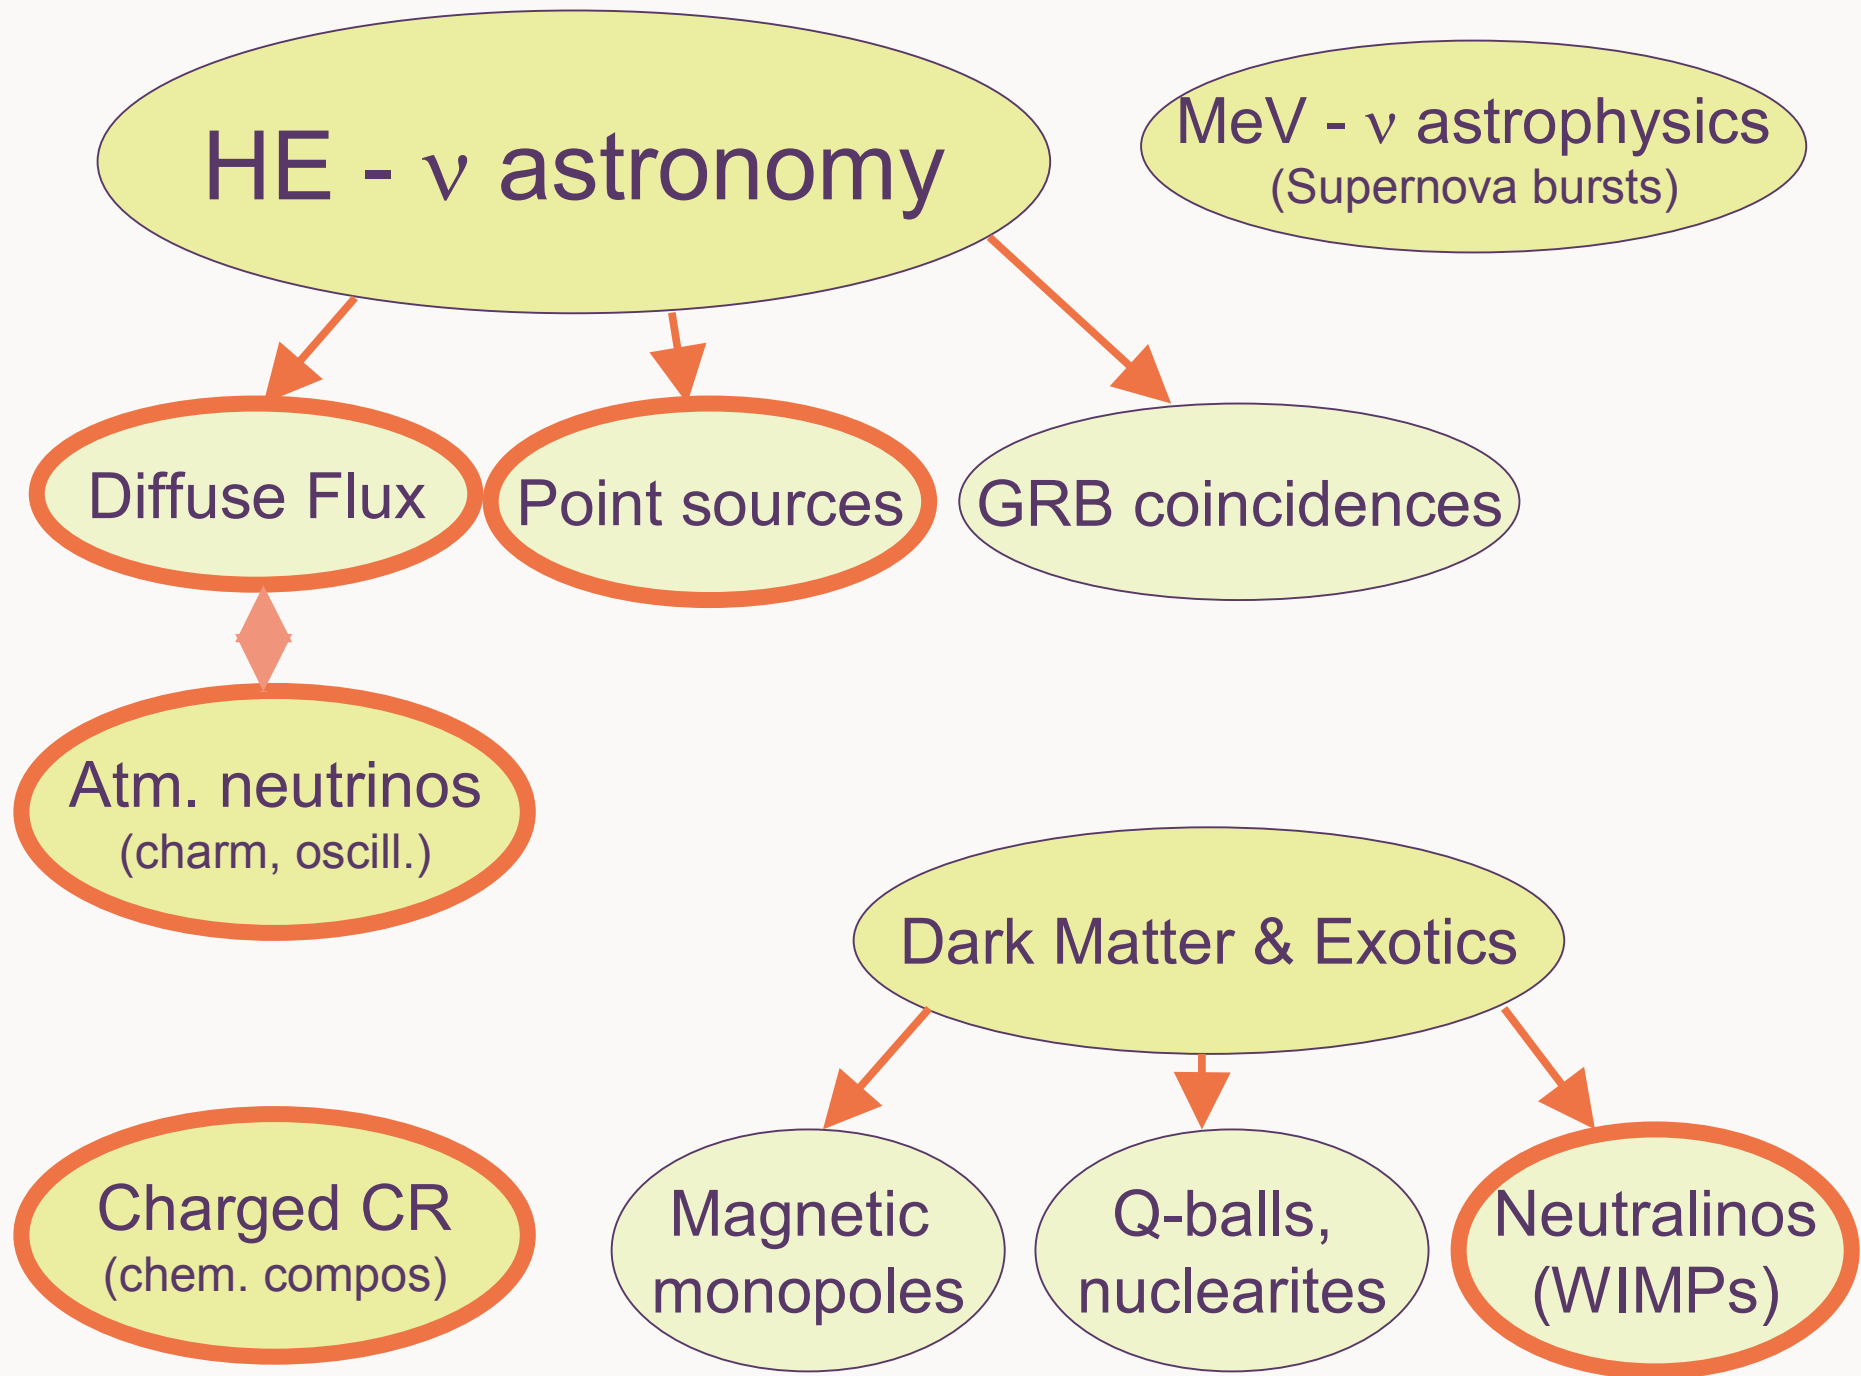 HE - ν astronomy
MeV - ν astrophysics
(Supernova bursts)
Diffuse Flux
Point sources
GRB coincidences
Atm. neutrinos
(charm, oscill.)
Dark Matter & Exotics
Charged CR
(chem. compos)
Magnetic
monopoles
Q-balls,
nuclearites
Neutralinos
(WIMPs)